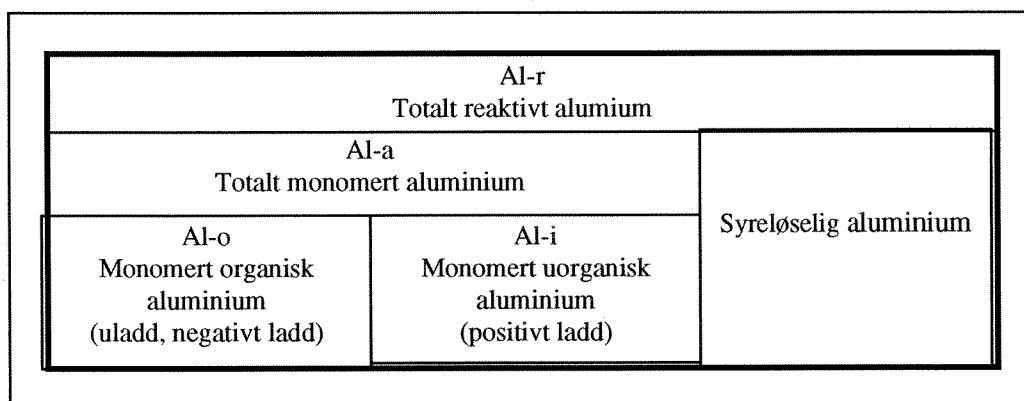 Al-r
Totalt reaktivt alumium
Al-a
Totalt monomert aluminium
Syreløselig aluminium
Al-o
Monomert organisk
aluminium
(uladd, negativt ladd)
Al-i
Monomert uorganisk
aluminium
(positivt ladd)